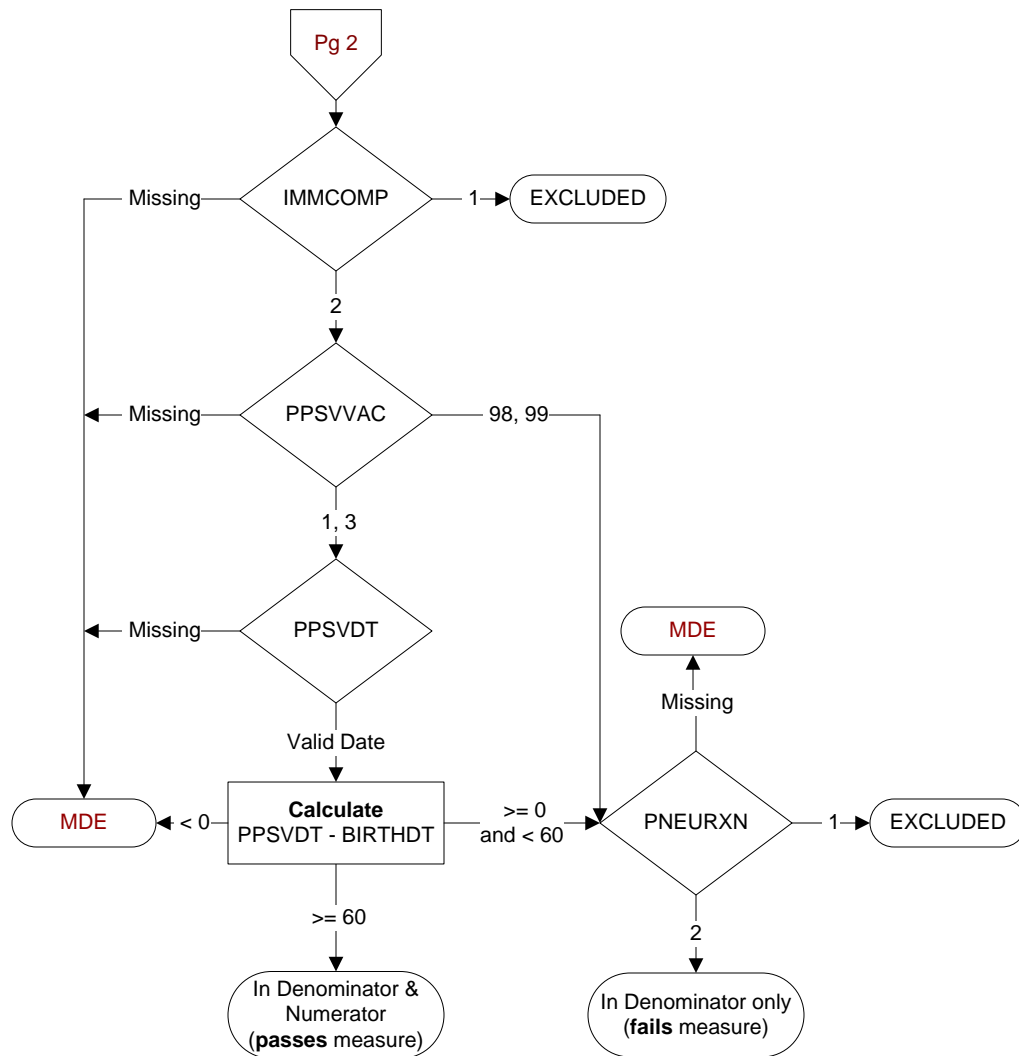 Pg 2
IMMCOMP
Missing
1
EXCLUDED
2
PPSVVAC
Missing
98, 99
1, 3
PPSVDT
Missing
MDE
Missing
Valid Date
MDE
< 0
Calculate
PPSVDT - BIRTHDT
>= 0
and < 60
PNEURXN
1
EXCLUDED
>= 60
2
In Denominator &
Numerator
(passes measure)
In Denominator only
(fails measure)